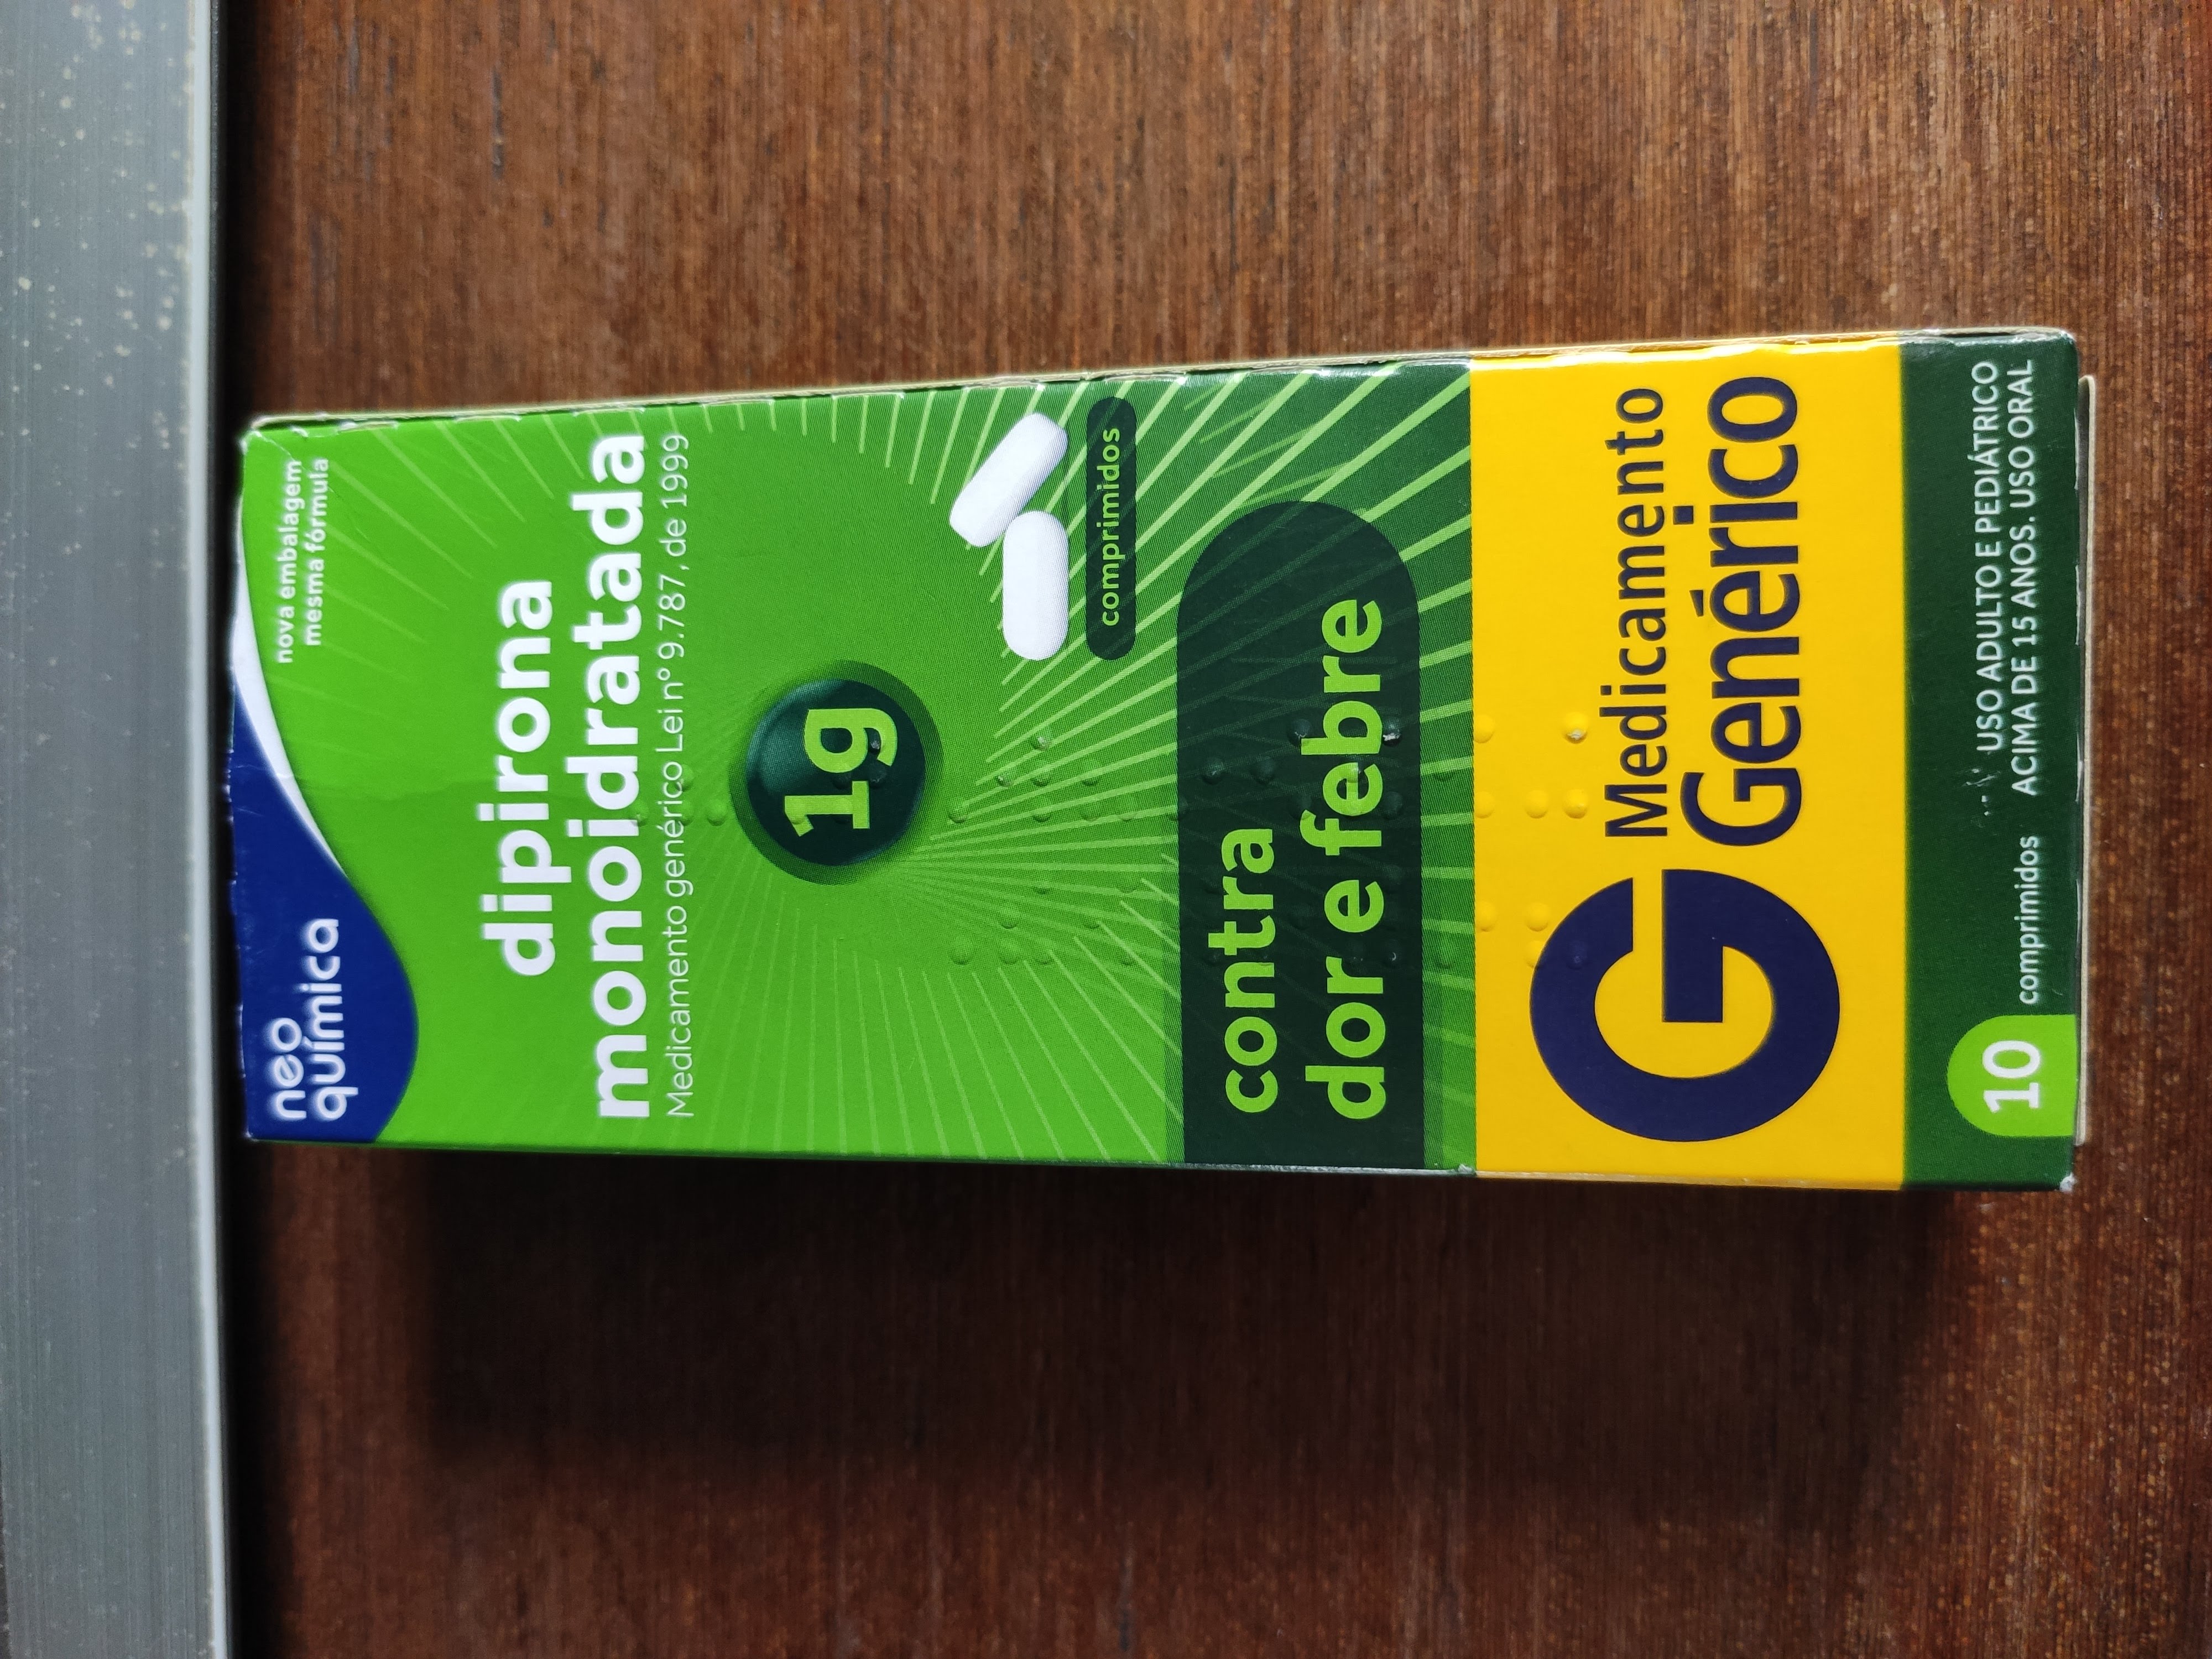 neo
química
nova embalagem
mesma fórmula
dipirona
monoidratada
Medicamento genérico Lei nº 9.787, de 1999
1g
comprimidos
contra
dor e febre
G
Medicamento
Genérico
10 comprimidos
USO ADULTO E PEDIÁTRICO
ACIMA DE 15 ANOS. USO ORAL